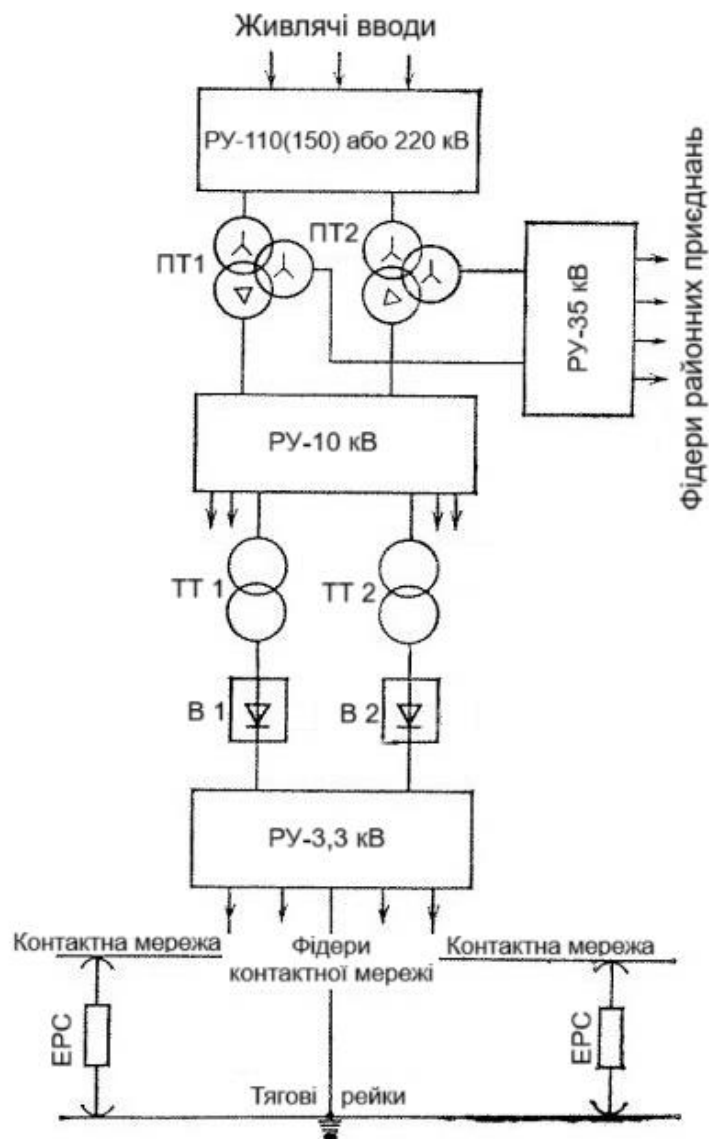 Живлячі вводи
РУ-110(150) або 220 кВ
ПТ1
ПТ2
РУ-35 кВ
Фідери районних приєднань
РУ-10 кВ
ТТ 1
ТТ 2
В 1
В 2
РУ-3,3 кВ
Контактна мережа
Фідери
контактної мережі
Контактна мережа
ЕРС
ЕРС
Тягові рейки